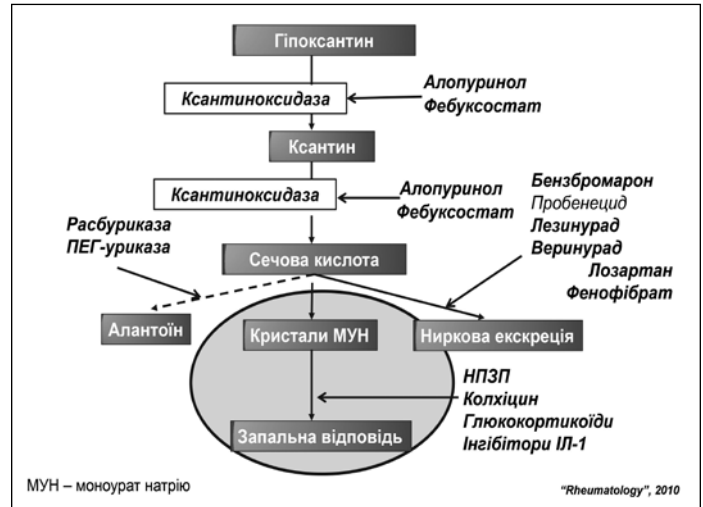 Гіпоксантин
Ксантиноксидаза
Алопуринол
Фебуксостат
Ксантин
Ксантиноксидаза
Алопуринол
Фебуксостат
Бензбромарон
Пробенецид
Лезинурад
Веринурад
Лозартан
Фенофібрат
Расбуриказа
ПЕГ-уриказа
Сечова кислота
Алантоїн
Кристали МУН
Ниркова екскреція
НПЗП
Колхіцин
Глюкокортикоїди
Інгібітори ІЛ-1
Запальна відповідь
МУН – моноурат натрію
“Rheumatology”, 2010